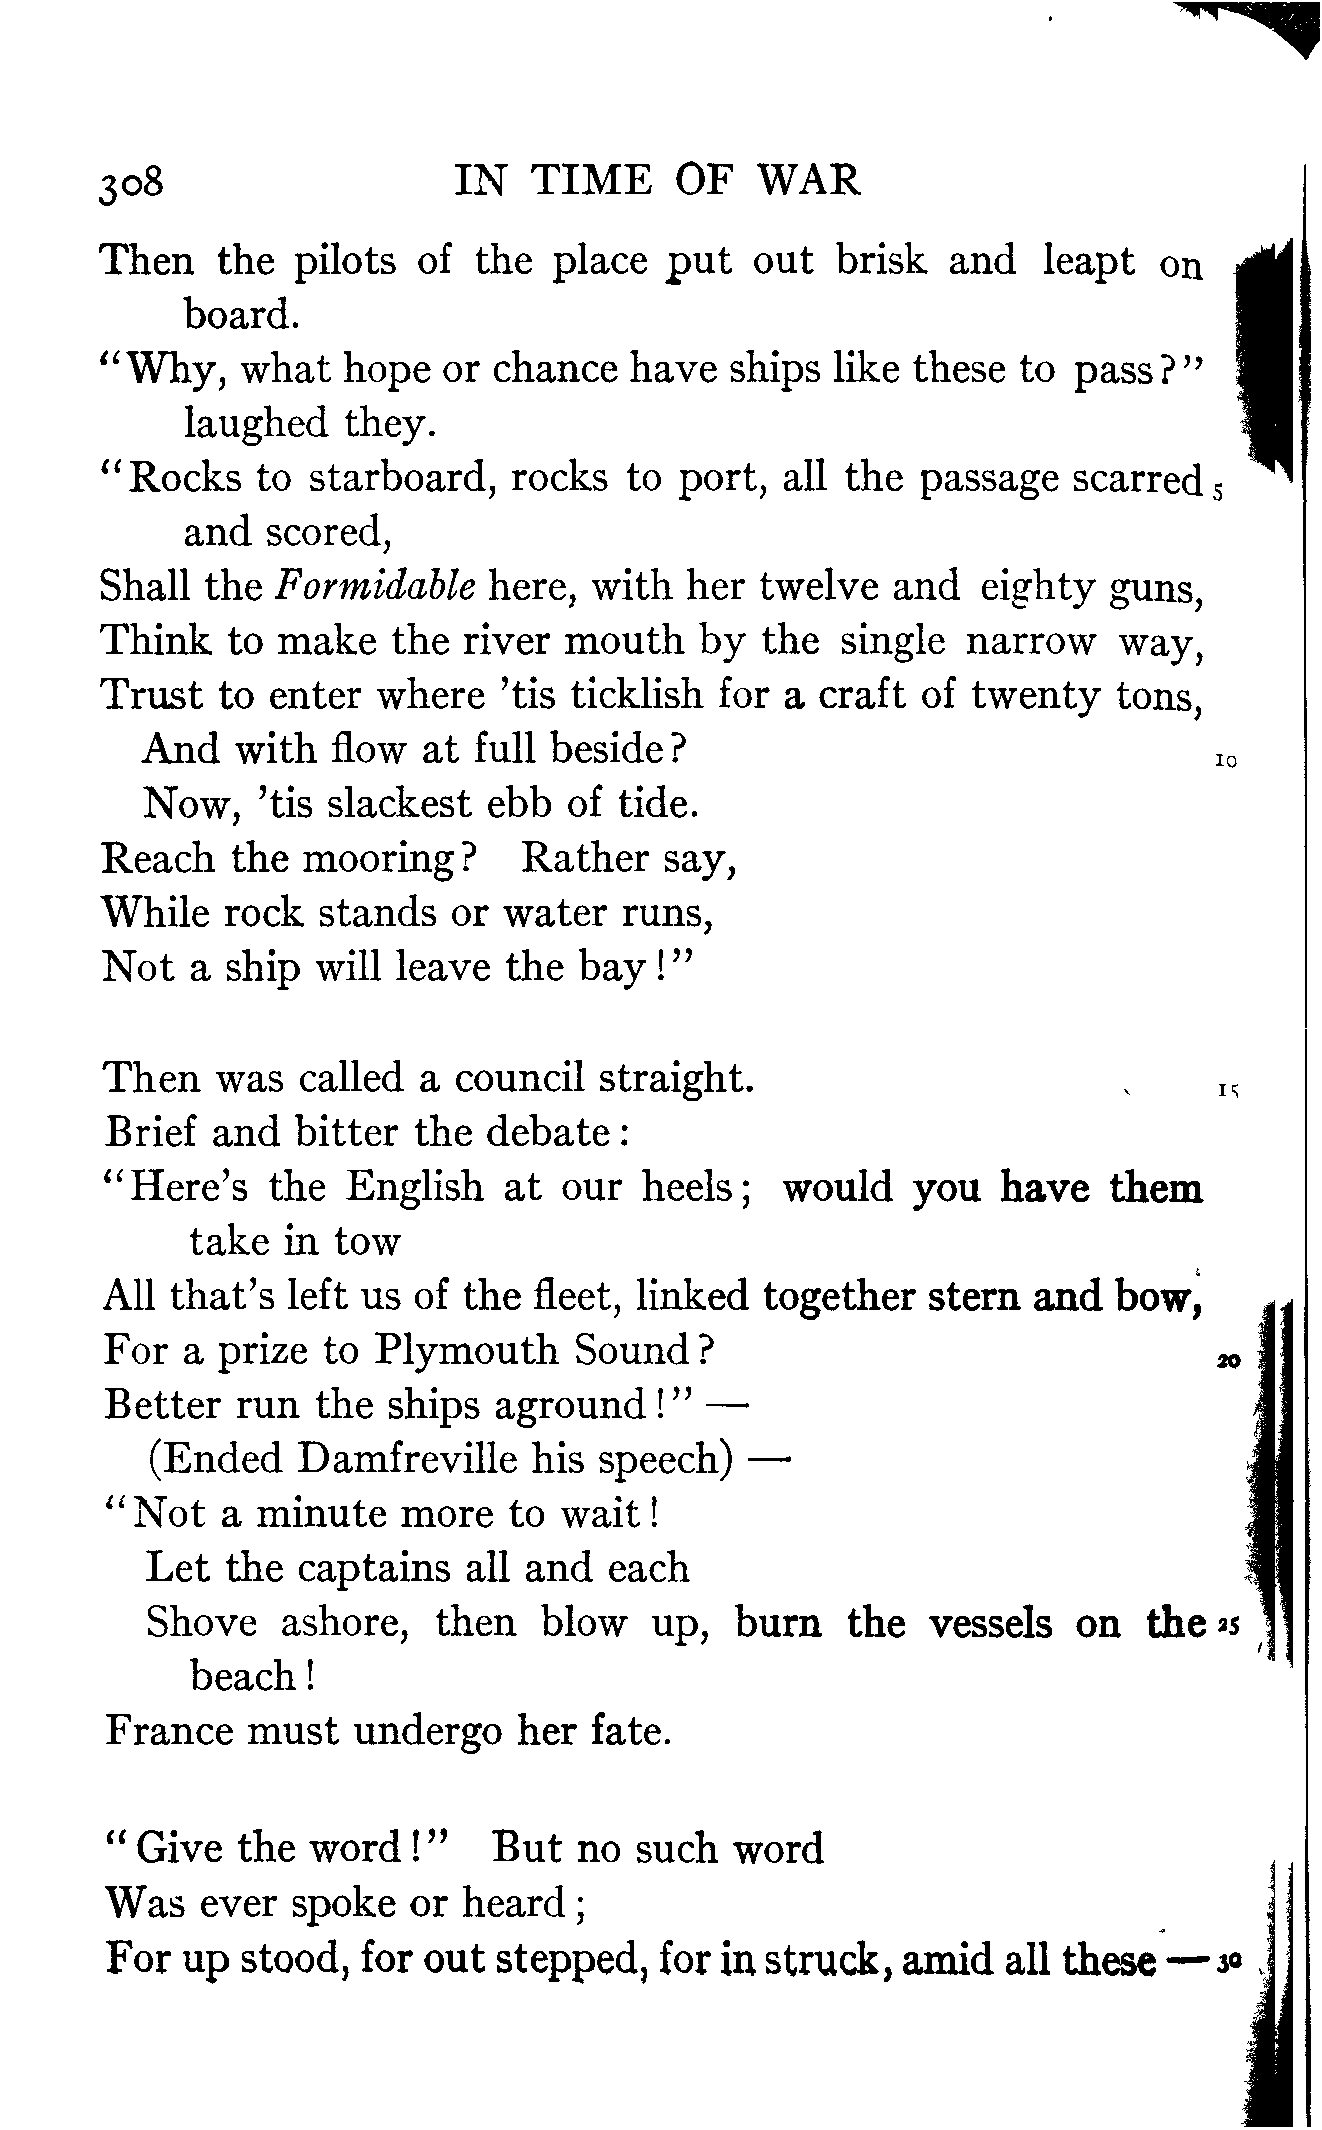 308 IN TIME OF WAR
Then the pilots of the place put out brisk and leapt on
board.
"Why, what hope or chance have ships like these to pass?"
laughed they.
"Rocks to starboard, rocks to port, all the passage scarred 5
and scored,
Shall the Formidable here, with her twelve and eighty guns,
Think to make the river mouth by the single narrow way,
Trust to enter where 'tis ticklish for a craft of twenty tons,
And with flow at full beside? 10
Now, 'tis slackest ebb of tide.
Reach the mooring? Rather say,
While rock stands or water runs,
Not a ship will leave the bay!"
Then was called a council straight. 15
Brief and bitter the debate:
"Here's the English at our heels; would you have them
take in tow
All that's left us of the fleet, linked together stern and bow,
For a prize to Plymouth Sound? 20
Better run the ships aground!" —
(Ended Damfreville his speech) —
"Not a minute more to wait!
Let the captains all and each
Shove ashore, then blow up, burn the vessels on the 25
beach!
France must undergo her fate.
"Give the word!" But no such word
Was ever spoke or heard;
For up stood, for out stepped, for in struck, amid all these — 30